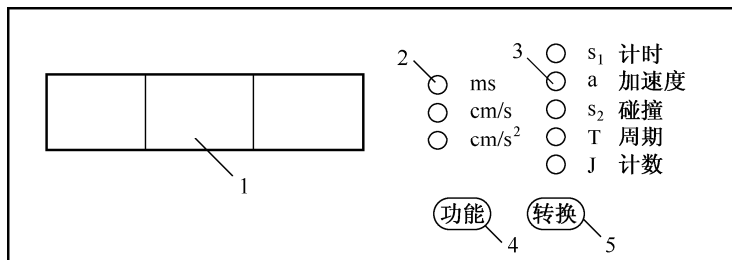 s₁ 计时
2 ms 3 a 加速度
cm/s s₂ 碰撞
cm/s² T 周期
J 计数
1
功能 转换
4 5